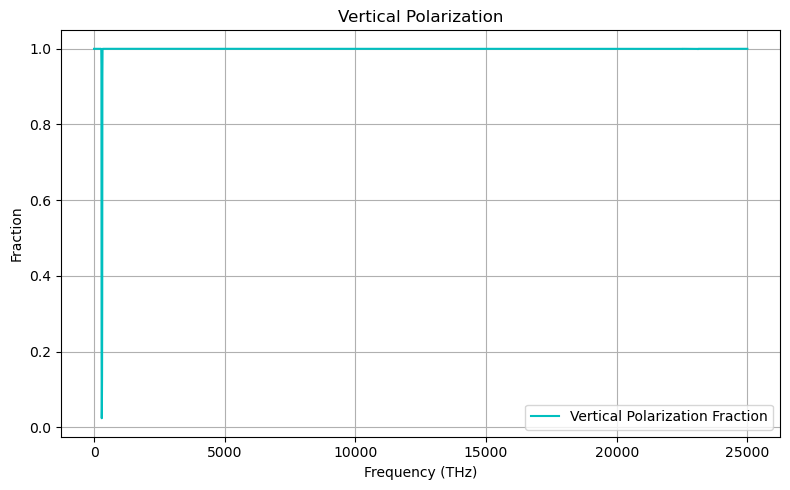 Vertical Polarization
1.0
0.8
0.6
0.4
0.2
0.0
Fraction
Vertical Polarization Fraction
0 5000 10000 15000 20000 25000
Frequency (THz)